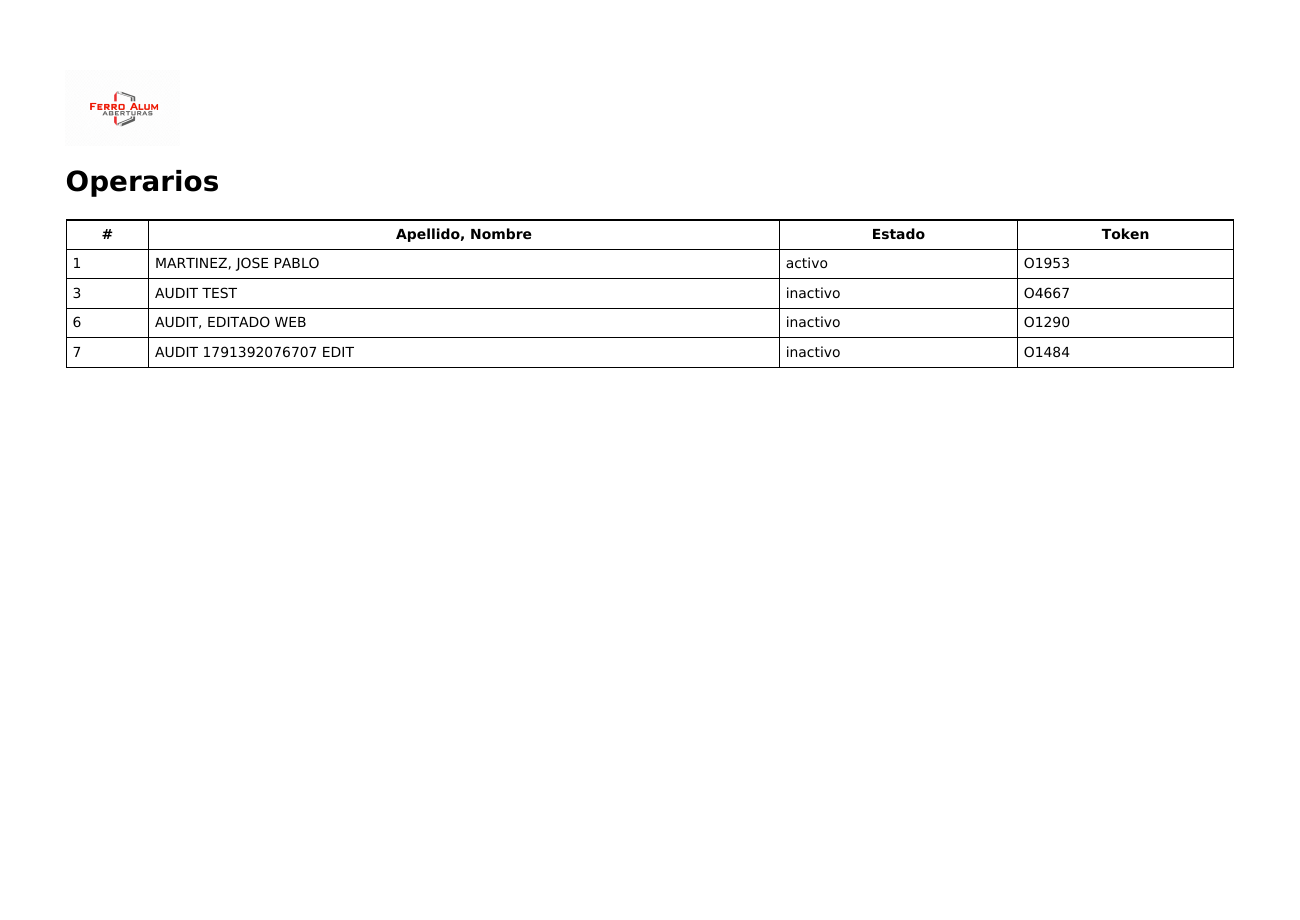 FERRO ALUM
ABERTURAS
Operarios
# Apellido, Nombre Estado Token
1 MARTINEZ, JOSE PABLO activo O1953
3 AUDIT TEST inactivo O4667
6 AUDIT, EDITADO WEB inactivo O1290
7 AUDIT 1791392076707 EDIT inactivo O1484